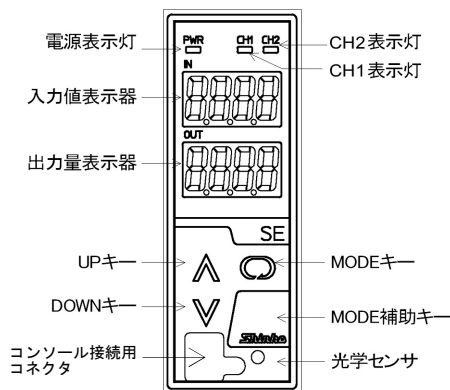 電源表示灯
PWR
CH1 CH2
CH2表示灯
CH1表示灯
IN
入力値表示器
OUT
出力量表示器
SE
UPキー
MODEキー
DOWNキー
MODE補助キー
Shinko
コンソール接続用
コネクタ
光学センサ